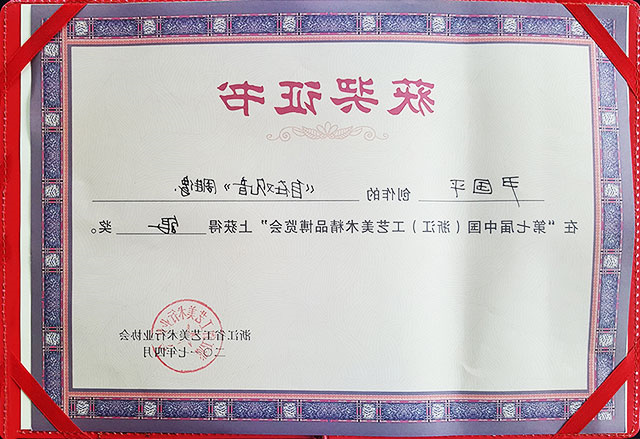 获奖证书
尹国平 创作的 《自在观音》雕像
在“第七届中国（浙江）工艺美术精品博览会”上获得 银 奖。
浙江省工艺美术行业协会
二〇一七年四月